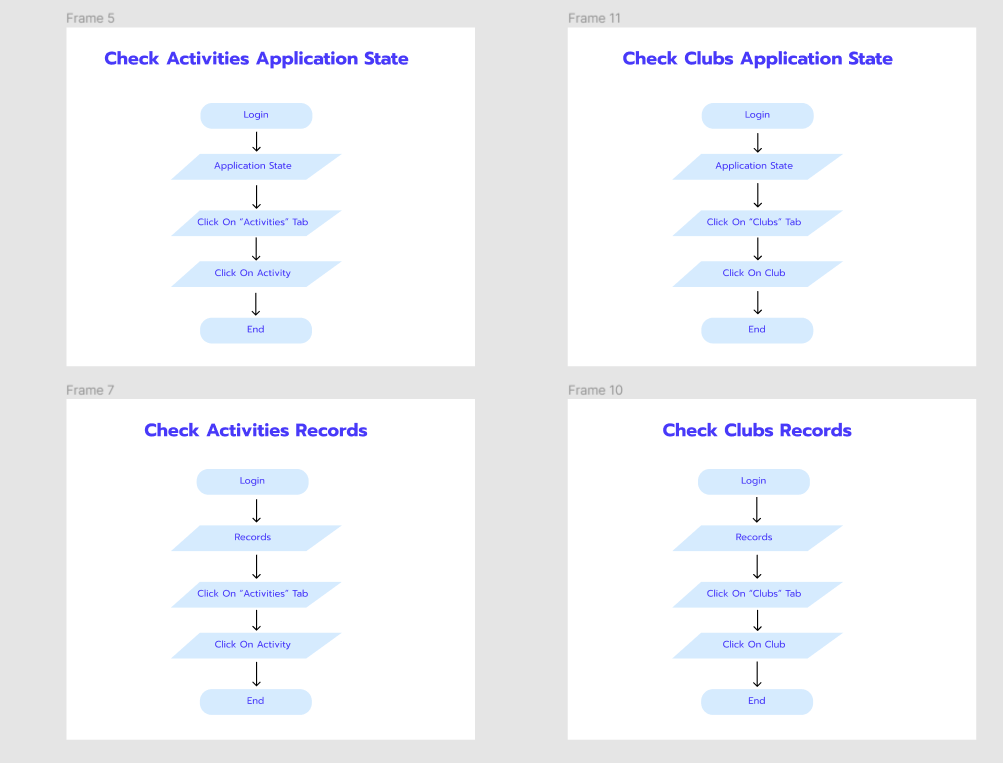 Frame 5
Check Activities Application State
Login
Application State
Click On “Activities” Tab
Click On Activity
End
Frame 11
Check Clubs Application State
Login
Application State
Click On “Clubs” Tab
Click On Club
End
Frame 7
Check Activities Records
Login
Records
Click On “Activities” Tab
Click On Activity
End
Frame 10
Check Clubs Records
Login
Records
Click On “Clubs” Tab
Click On Club
End